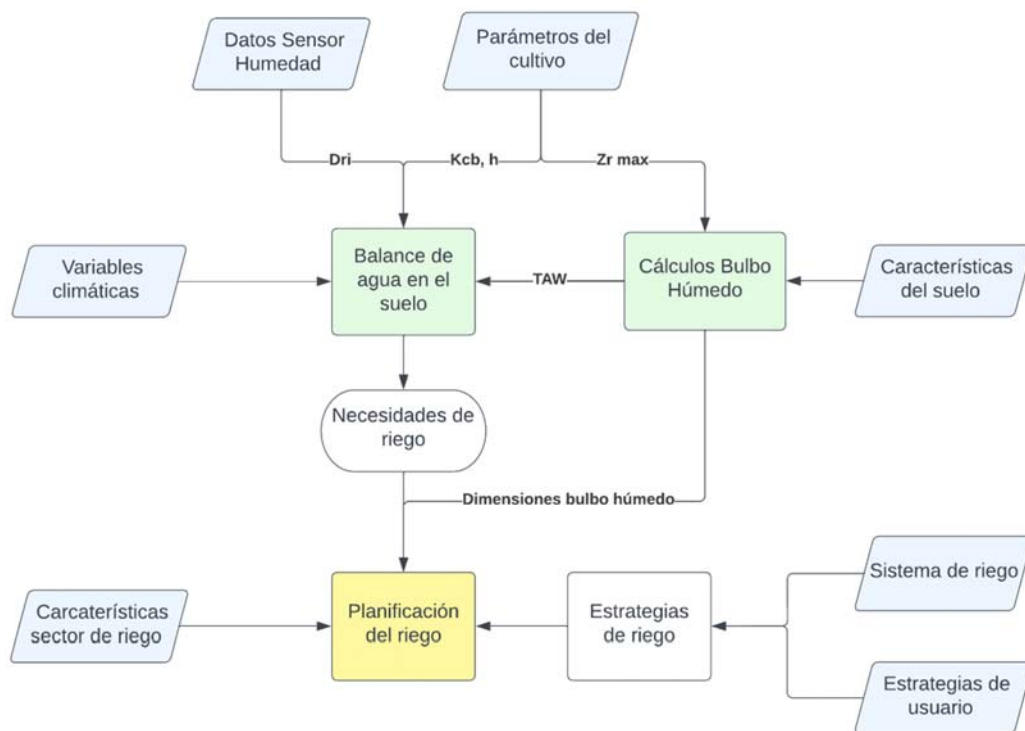 Datos Sensor
Humedad
Parámetros del
cultivo
Dri
Kcb, h
Zr max
Variables
climáticas
Balance de
agua en el
suelo
TAW
Cálculos Bulbo
Húmedo
Características
del suelo
Necesidades de
riego
Dimensiones bulbo húmedo
Carcaterísticas
sector de riego
Planificación
del riego
Estrategias
de riego
Sistema de riego
Estrategias de
usuario